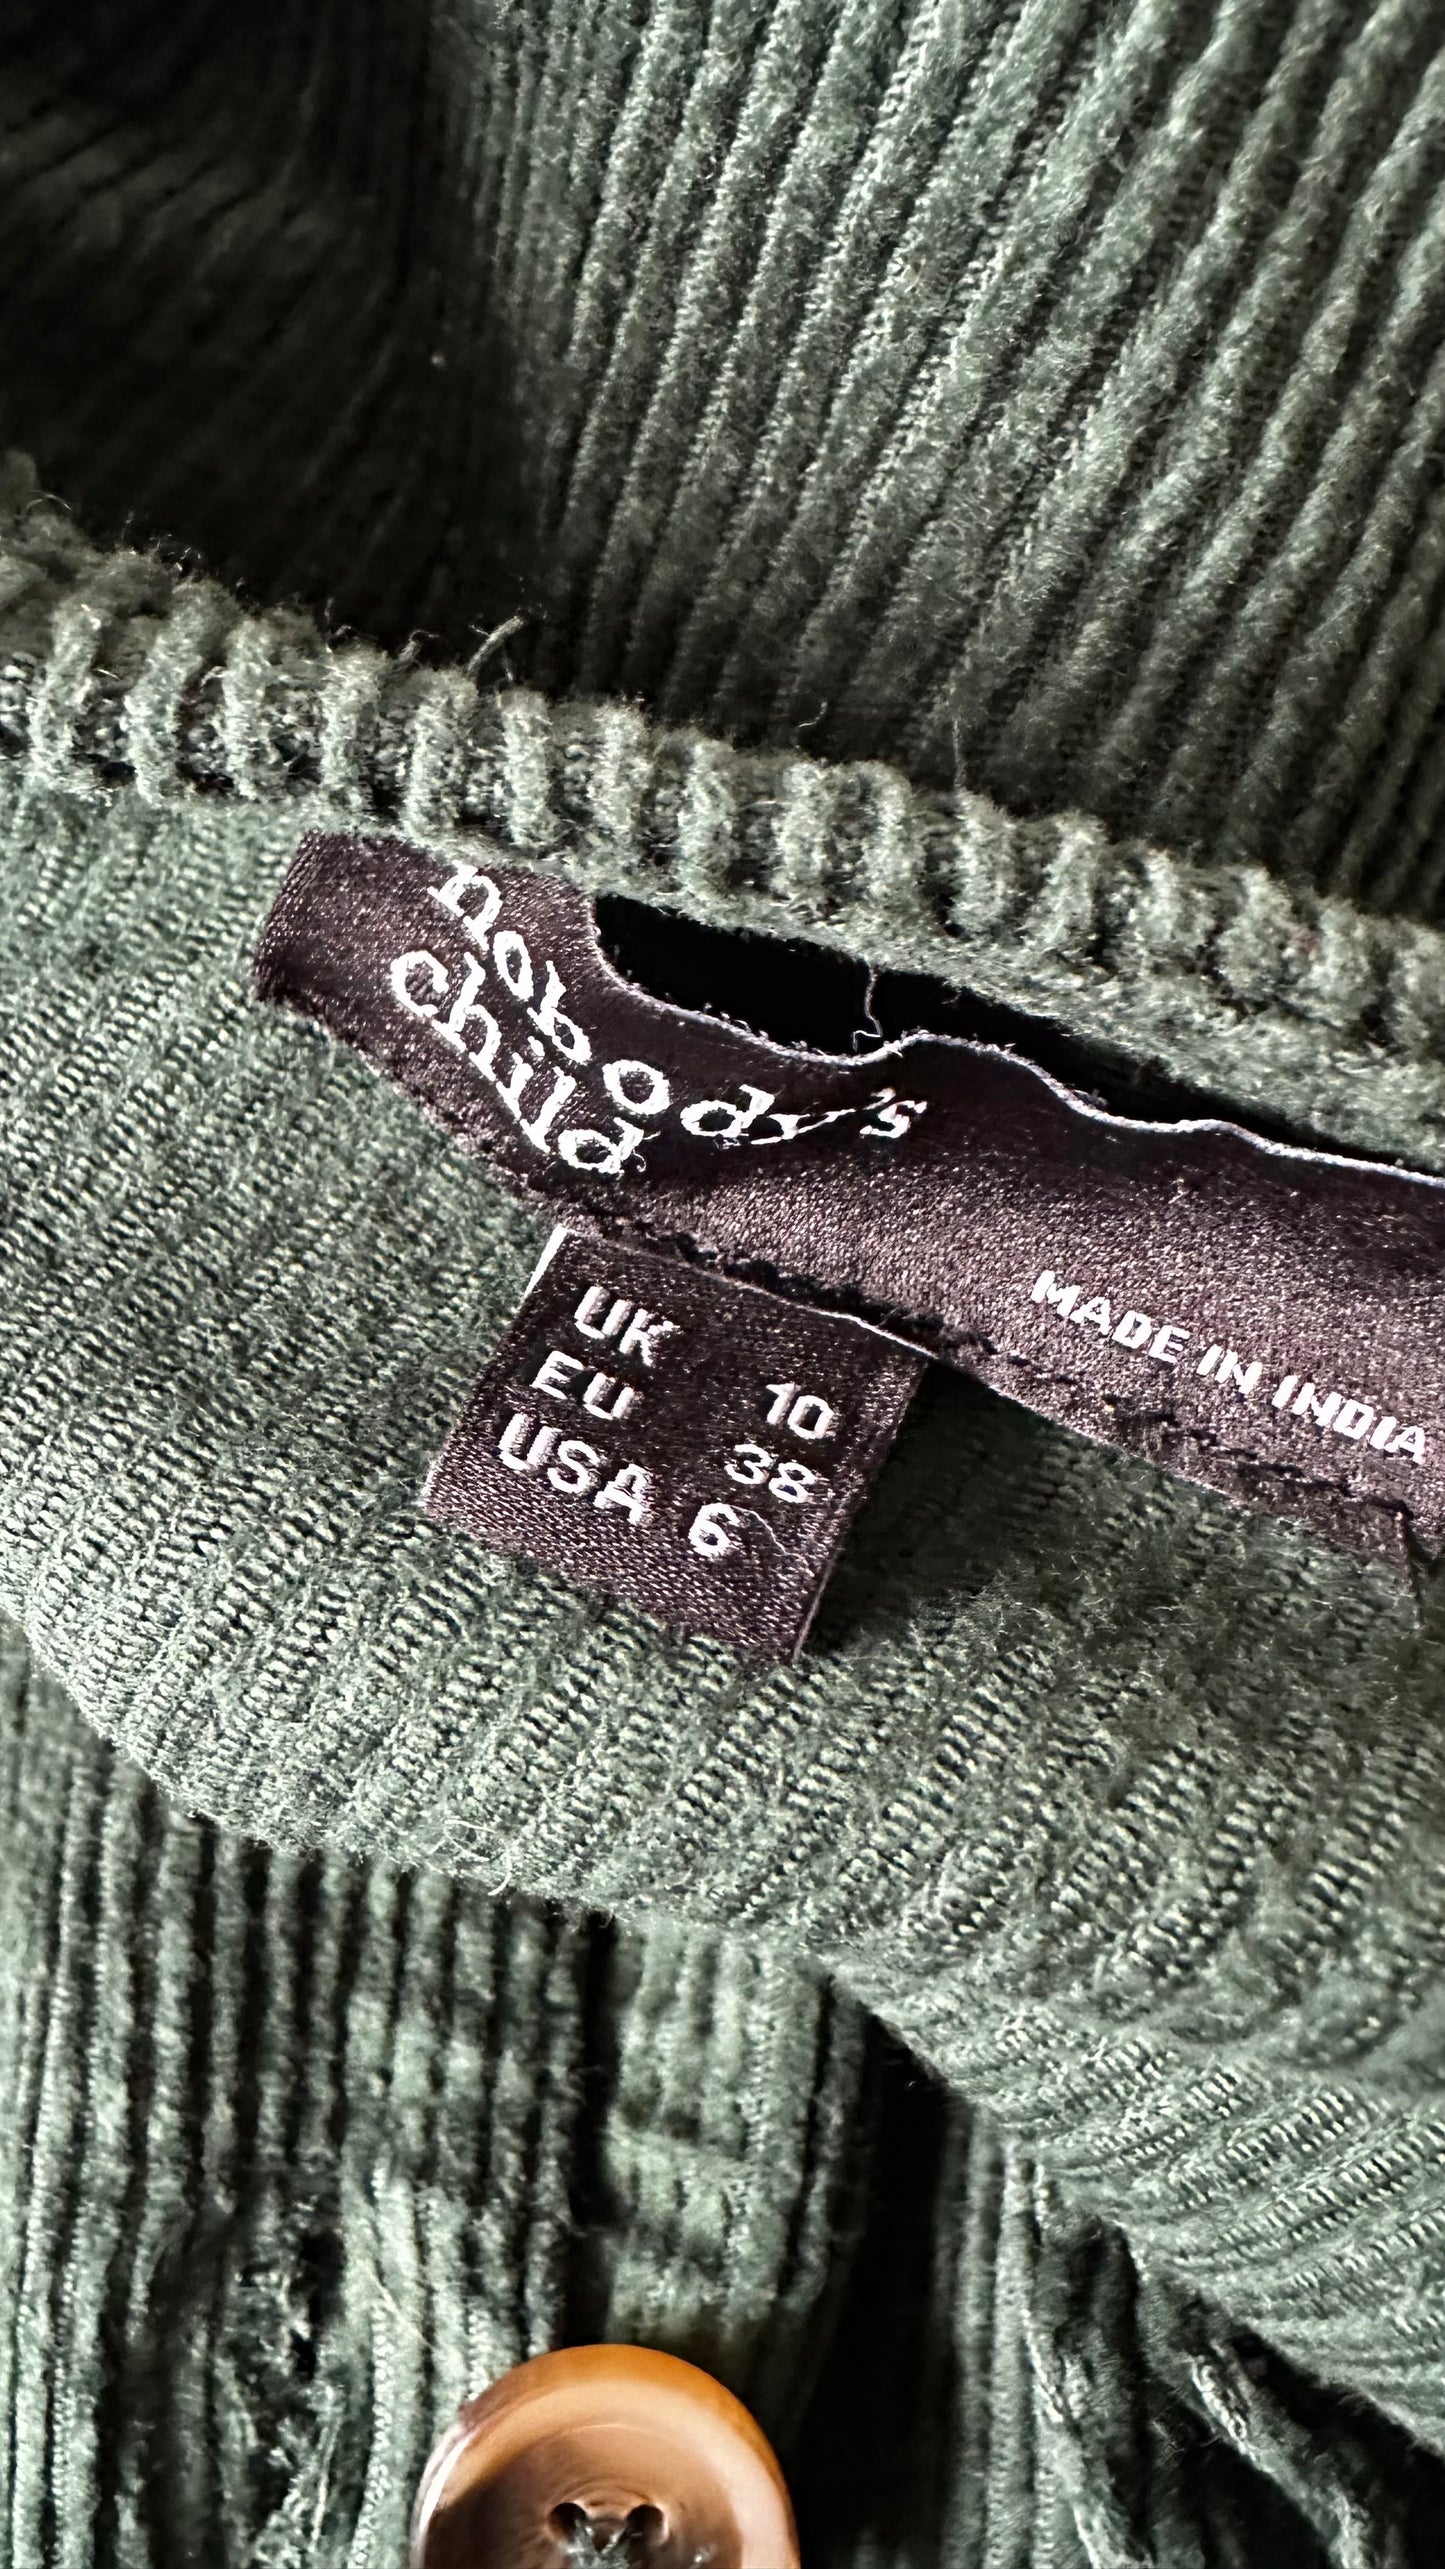 nobody's
Child
MADE IN INDIA
UK 10
EU 38
USA 6